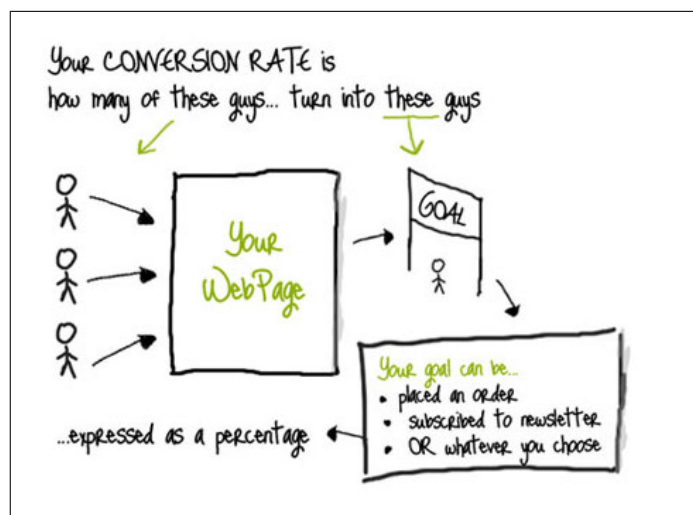 Your CONVERSION RATE is
how many of these guys... turn into these guys
Your
WebPage
GOAL
Your goal can be...
• placed an order
• subscribed to newsletter
• OR whatever you choose
...expressed as a percentage